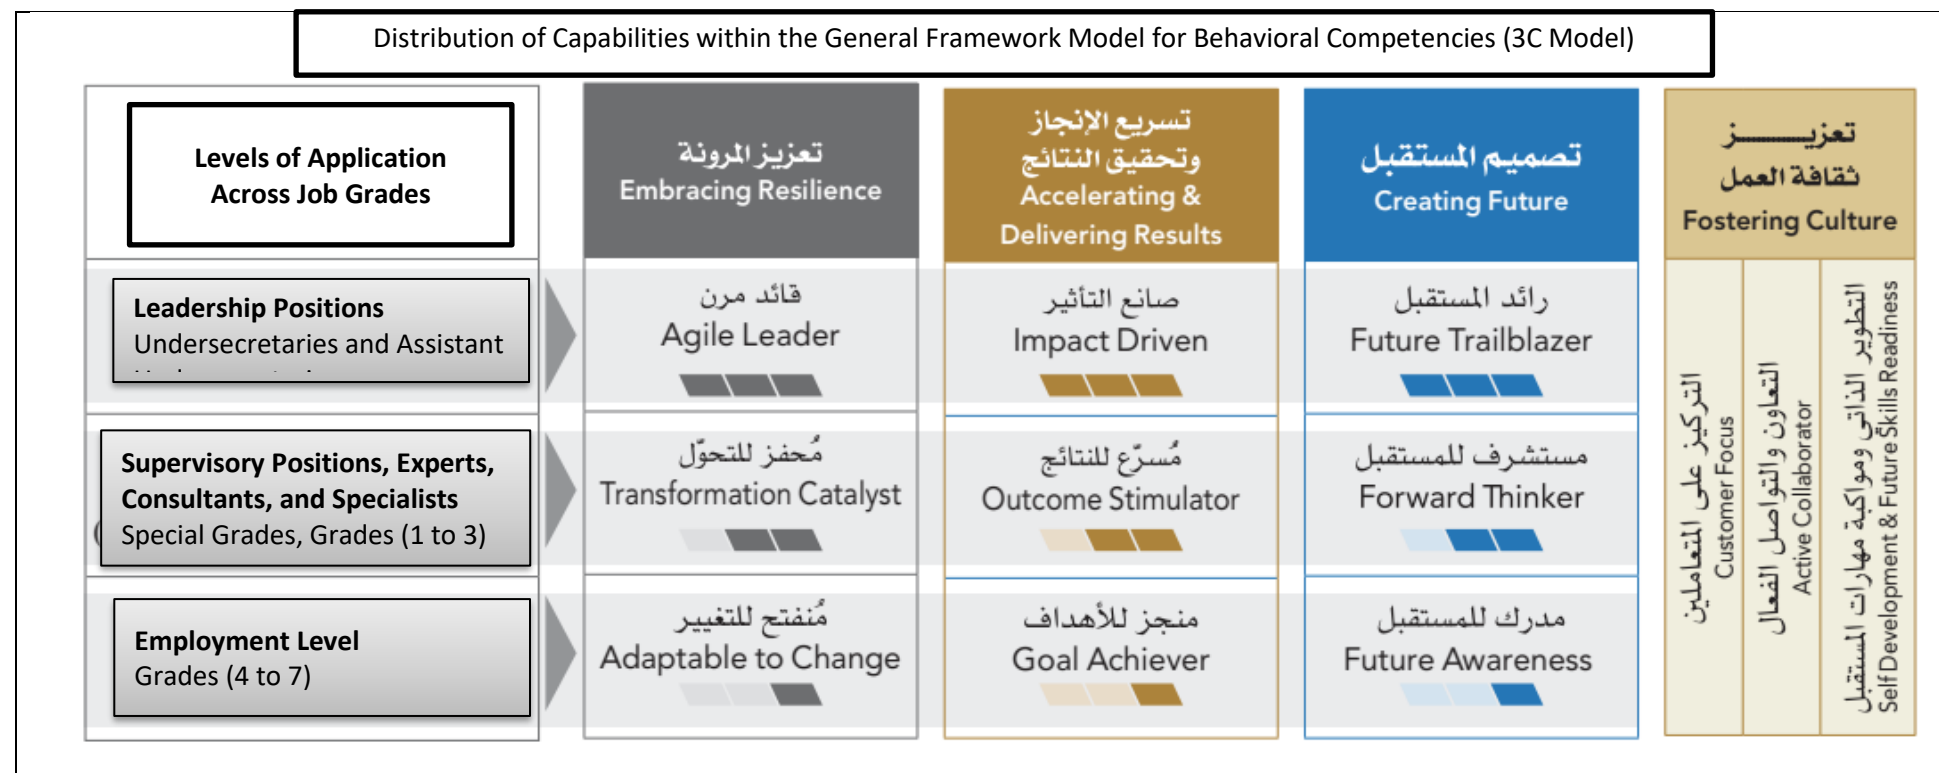 Distribution of Capabilities within the General Framework Model for Behavioral Competencies (3C Model)
Levels of Application
Across Job Grades
تعزيز المرونة
Embracing Resilience
تسريع الإنجاز
وتحقيق النتائج
Accelerating &
Delivering Results
تصميم المستقبل
Creating Future
تعزيـــــــــز
ثقافة العمل
Fostering Culture
Leadership Positions
Undersecretaries and Assistant
قائد مرن
Agile Leader
صانع التأثير
Impact Driven
رائد المستقبل
Future Trailblazer
Supervisory Positions, Experts,
Consultants, and Specialists
Special Grades, Grades (1 to 3)
مُحفز للتحوّل
Transformation Catalyst
مُسرّع للنتائج
Outcome Stimulator
مستشرف للمستقبل
Forward Thinker
Employment Level
Grades (4 to 7)
مُنفتح للتغيير
Adaptable to Change
منجز للأهداف
Goal Achiever
مدرك للمستقبل
Future Awareness
التركيز على المتعاملين
Customer Focus
التعاون والتواصل الفعال
Active Collaborator
التطوير الذاتي ومواكبة مهارات المستقبل
Self Development & Future Skills Readiness